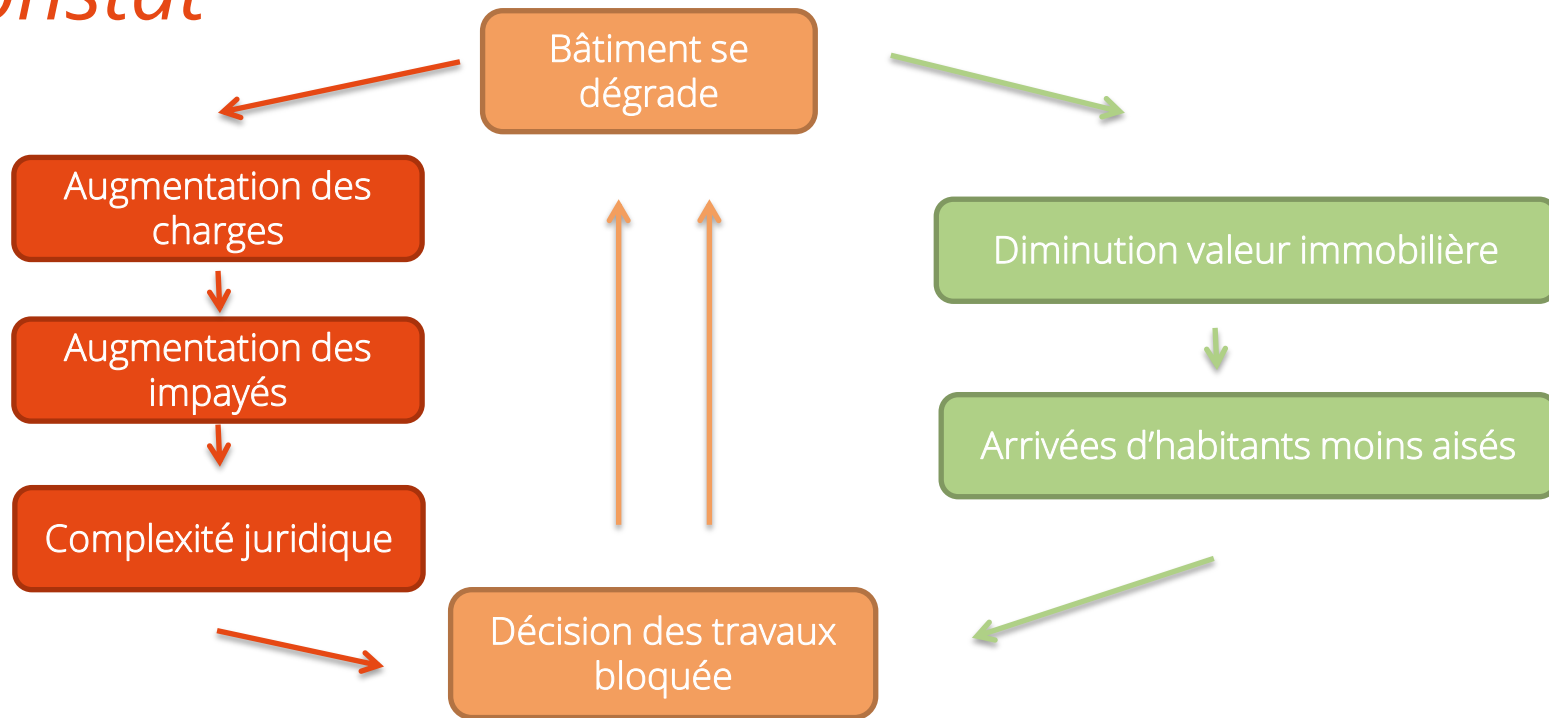 Bâtiment se
dégrade
Augmentation des
charges
Augmentation des
impayés
Complexité juridique
Diminution valeur immobilière
Arrivées d’habitants moins aisés
Décision des travaux
bloquée